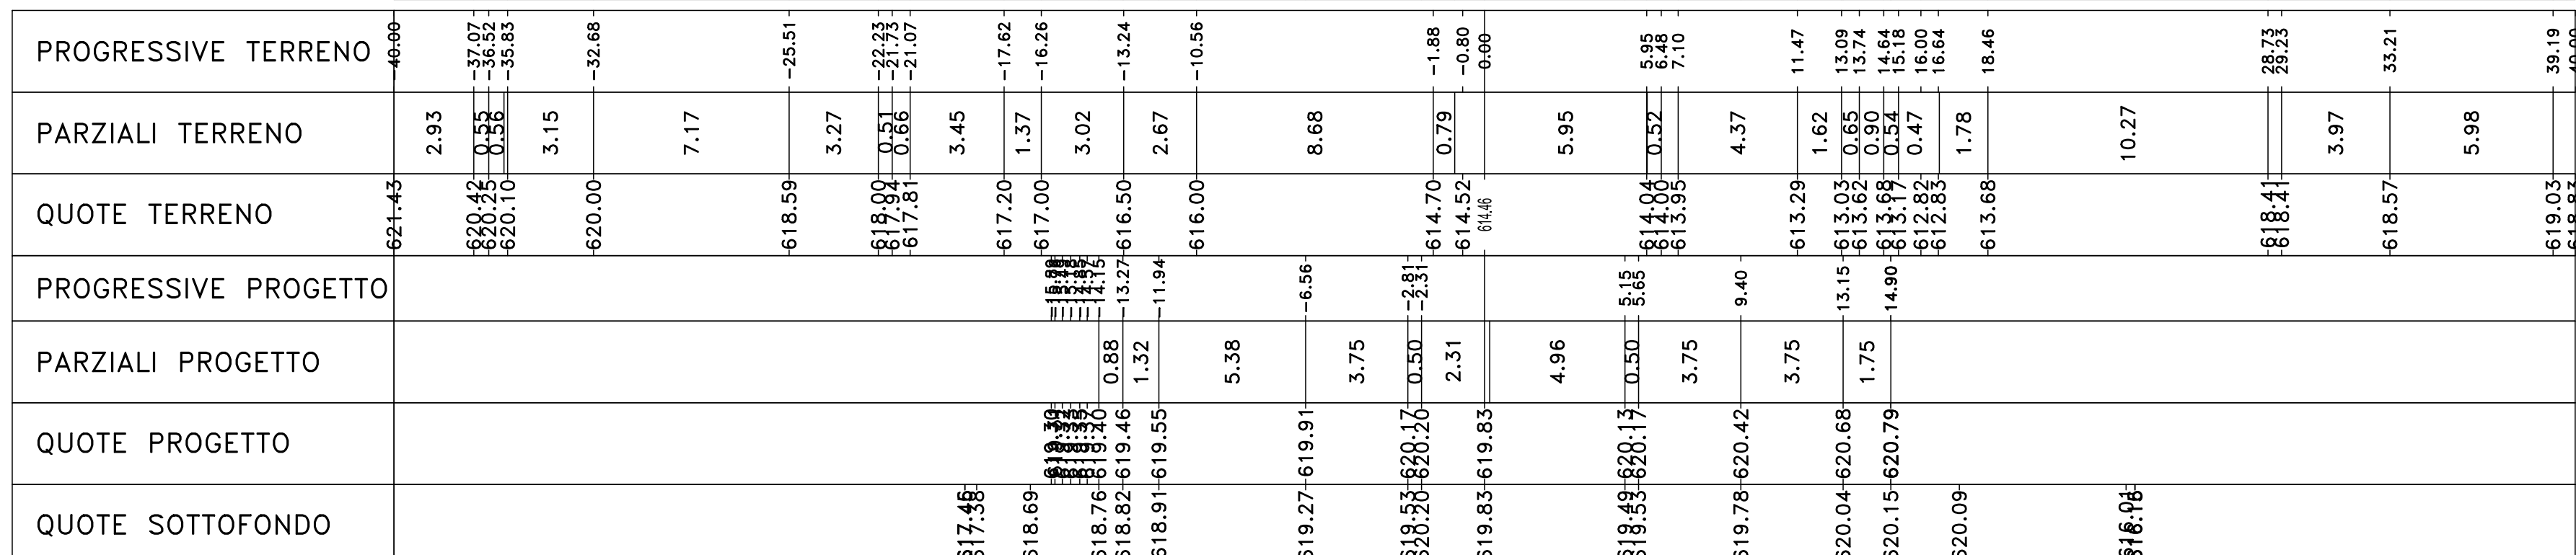 PROGRESSIVE TERRENO -40.00 -37.07 -36.52 -35.83 -32.68 -25.51 -22.23 -21.73 -21.07 -17.62 -16.26 -13.24 -10.56 -1.88 -0.80 0.00 5.95 6.48 7.10 11.47 13.09 13.74 14.64 15.18 16.00 16.64 18.46 28.73 29.23 33.21 39.19
PARZIALI TERRENO 2.93 0.55 0.56 3.15 7.17 3.27 0.51 0.66 3.45 1.37 3.02 2.67 8.68 0.79 5.95 0.52 4.37 1.62 0.65 0.90 0.54 0.47 1.78 10.27 3.97 5.98
QUOTE TERRENO 621.43 620.42 620.25 620.10 620.00 618.59 618.00 617.94 617.81 617.20 617.00 616.50 616.00 614.70 614.52 614.46 614.04 614.00 613.95 613.29 613.03 613.62 613.68 613.17 612.82 612.83 613.68 618.41 618.41 618.57 619.03
PROGRESSIVE PROGETTO -14.15 -13.27 -11.94 -6.56 -2.81 -2.31 5.15 5.65 9.40 13.15 14.90
PARZIALI PROGETTO 0.88 1.32 5.38 3.75 0.50 2.31 4.96 0.50 3.75 3.75 1.75
QUOTE PROGETTO 619.40 619.46 619.55 619.91 620.17 620.20 619.83 620.13 620.17 620.42 620.68 620.79
QUOTE SOTTOFONDO 617.38 618.69 618.76 618.82 618.91 619.27 619.53 620.20 619.83 619.49 619.53 619.78 620.04 620.15 620.09